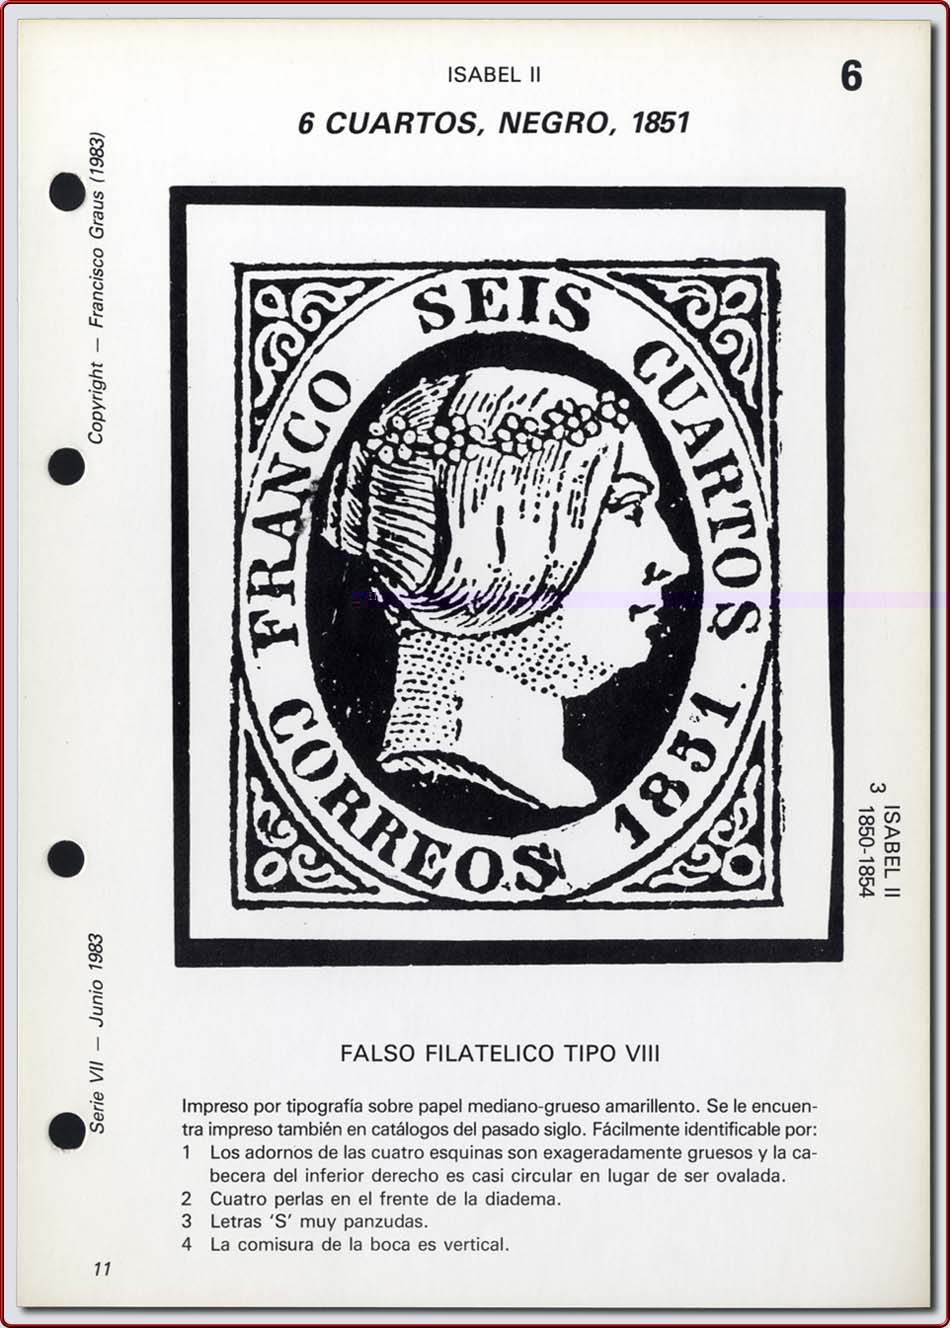 ISABEL II
6
6 CUARTOS, NEGRO, 1851
Copyright — Francisco Graus (1983)
FRANCO SEIS CUARTOS
CORREOS 1851
3 ISABEL II
1850-1854
Serie VII — Junio 1983
FALSO FILATELICO TIPO VIII
Impreso por tipografía sobre papel mediano-grueso amarillento. Se le encuen-
tra impreso también en catálogos del pasado siglo. Fácilmente identificable por:
1 Los adornos de las cuatro esquinas son exageradamente gruesos y la ca-
becera del inferior derecho es casi circular en lugar de ser ovalada.
2 Cuatro perlas en el frente de la diadema.
3 Letras ‘S’ muy panzudas.
4 La comisura de la boca es vertical.
11